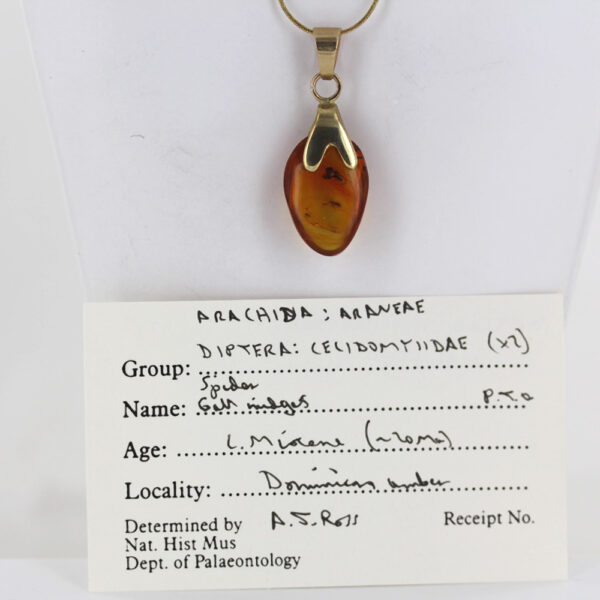 ARACHIDA : ARANEAE
DIPTERA: CECIDOMYIIDAE (x2)
Group:
Spider
Name: Gall midges P.T.O
Age: L. Miocene (~20Ma)
Locality: Dominican amber
Determined by A.J. Ross Receipt No.
Nat. Hist Mus
Dept. of Palaeontology